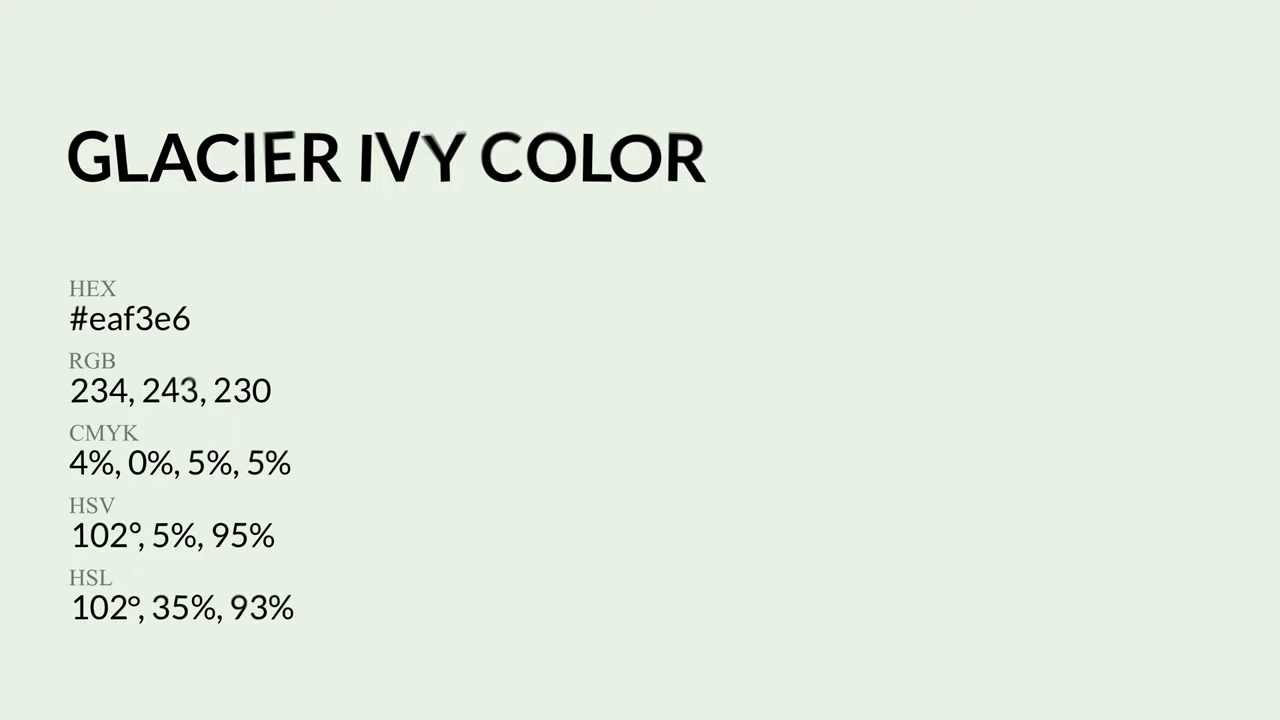 GLACIER IVY COLOR
HEX
#eaf3e6
RGB
234, 243, 230
CMYK
4%, 0%, 5%, 5%
HSV
102°, 5%, 95%
HSL
102°, 35%, 93%